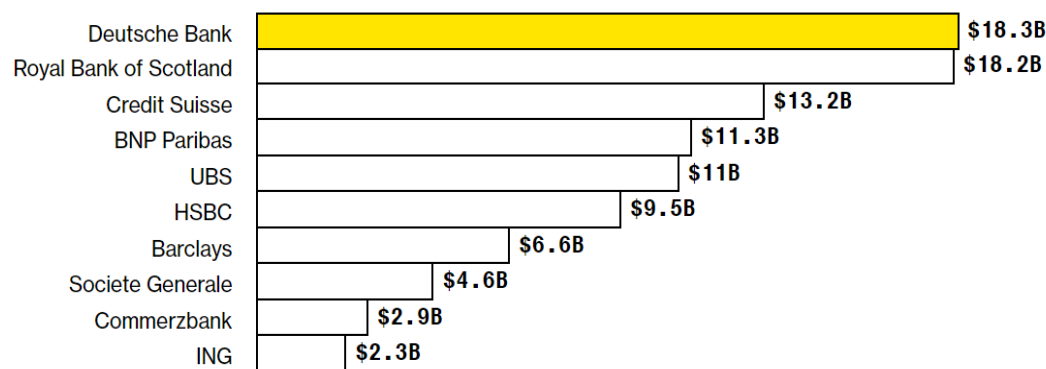 Deutsche Bank $18.3B
Royal Bank of Scotland $18.2B
Credit Suisse $13.2B
BNP Paribas $11.3B
UBS $11B
HSBC $9.5B
Barclays $6.6B
Societe Generale $4.6B
Commerzbank $2.9B
ING $2.3B